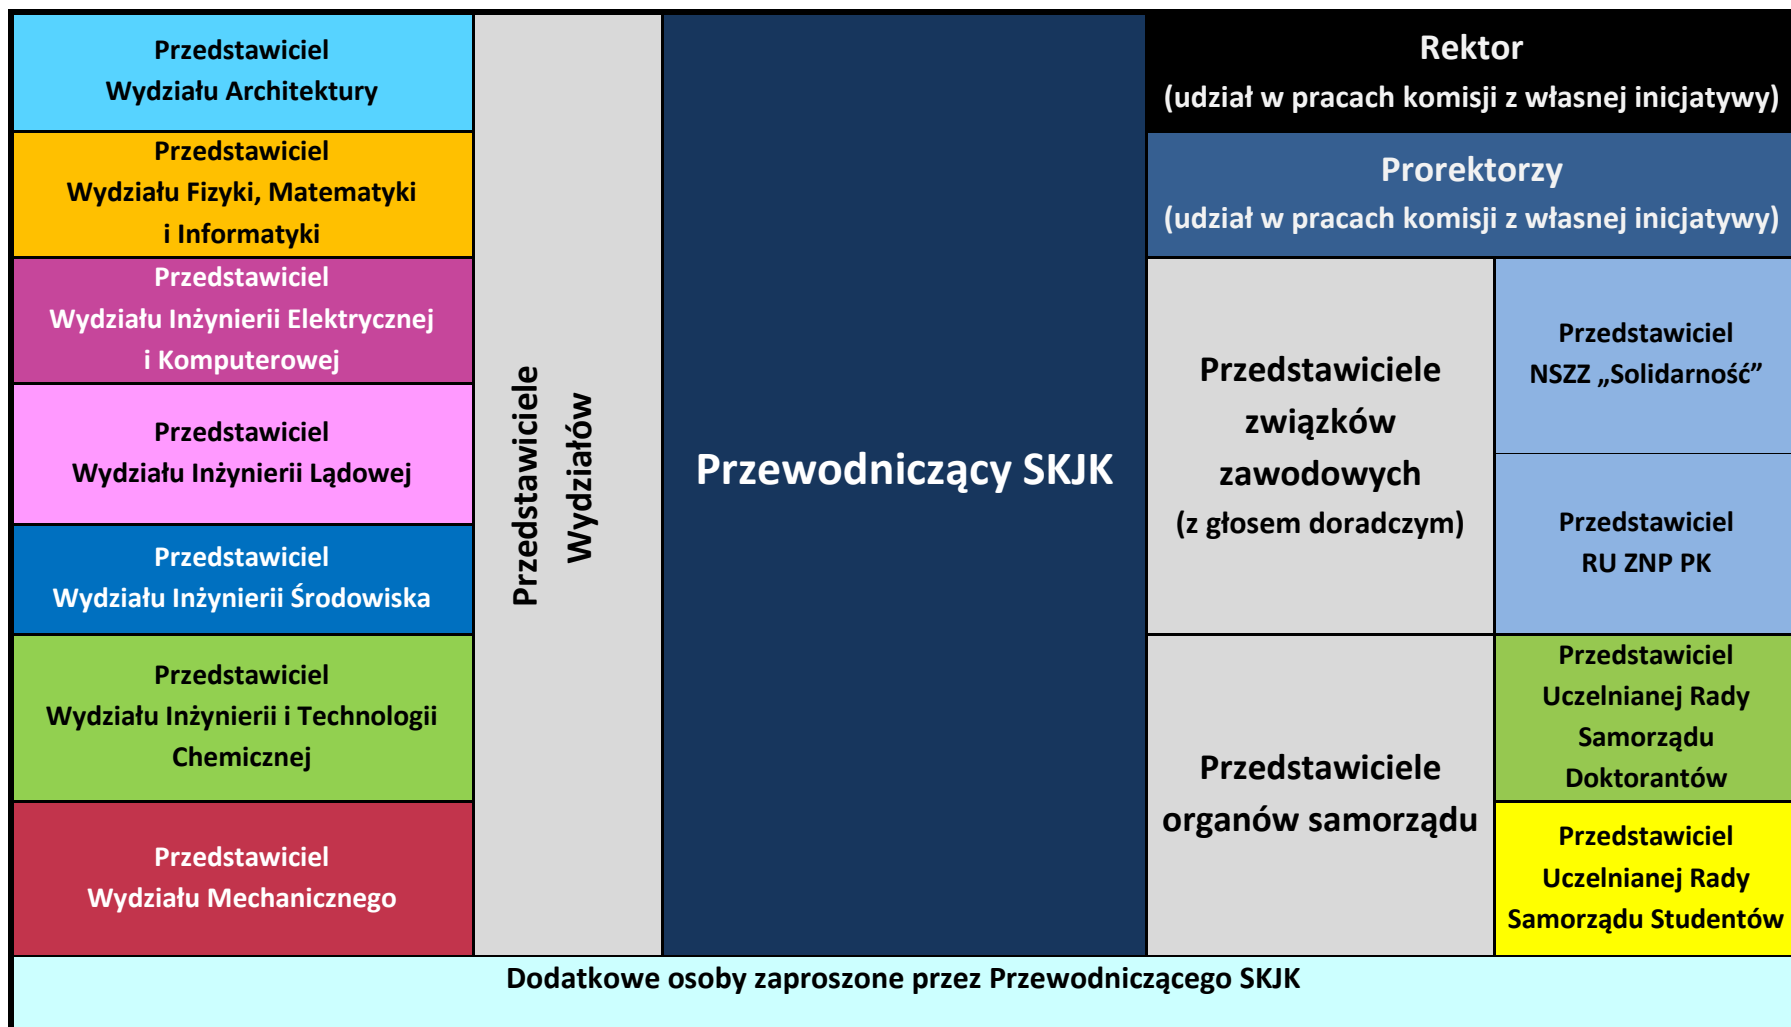 Przedstawiciel
Wydziału Architektury
Przedstawiciel
Wydziału Fizyki, Matematyki
i Informatyki
Przedstawiciel
Wydziału Inżynierii Elektrycznej
i Komputerowej
Przedstawiciel
Wydziału Inżynierii Lądowej
Przedstawiciel
Wydziału Inżynierii Środowiska
Przedstawiciel
Wydziału Inżynierii i Technologii
Chemicznej
Przedstawiciel
Wydziału Mechanicznego
Przedstawiciele
Wydziałów
Przewodniczący SKJK
Rektor
(udział w pracach komisji z własnej inicjatywy)
Prorektorzy
(udział w pracach komisji z własnej inicjatywy)
Przedstawiciele
związków
zawodowych
(z głosem doradczym)
Przedstawiciel
NSZZ „Solidarność”
Przedstawiciel
RU ZNP PK
Przedstawiciele
organów samorządu
Przedstawiciel
Uczelnianej Rady
Samorządu
Doktorantów
Przedstawiciel
Uczelnianej Rady
Samorządu Studentów
Dodatkowe osoby zaproszone przez Przewodniczącego SKJK